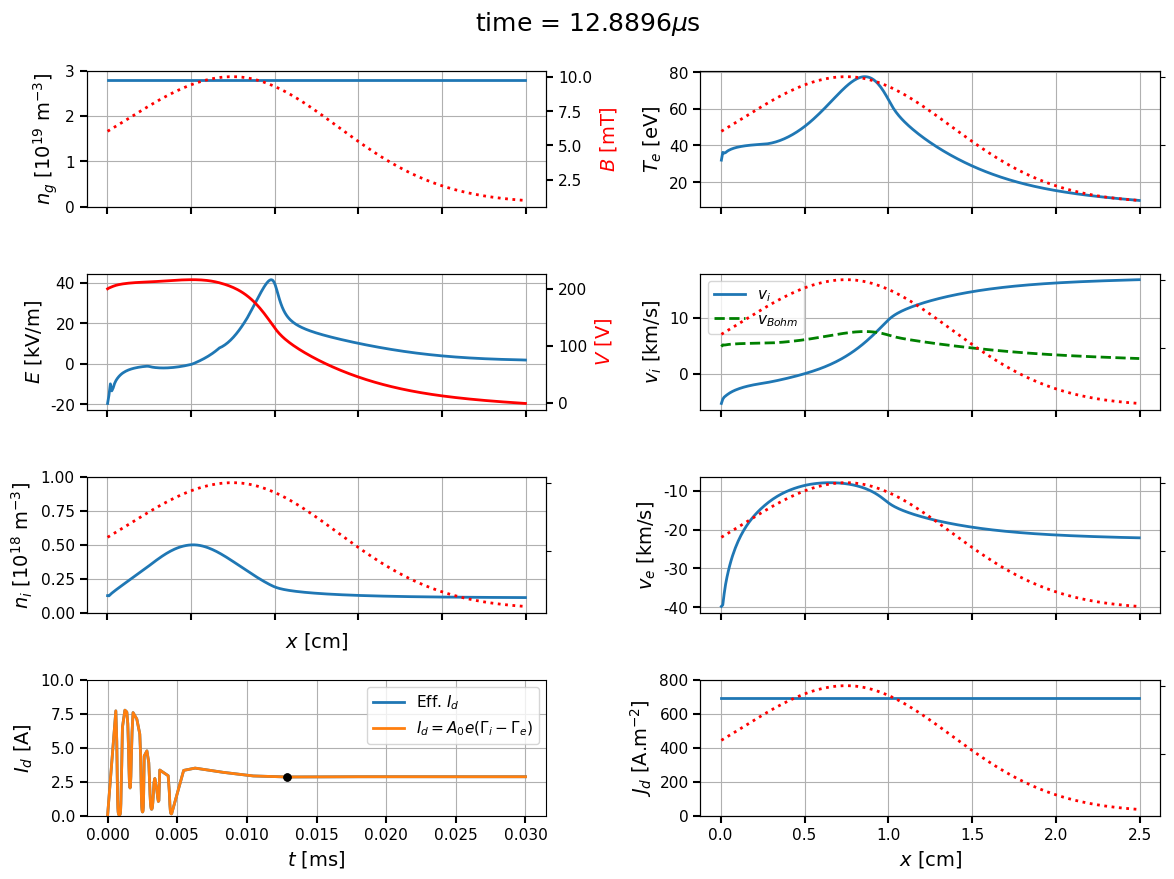 time = 12.8896μs
n_g [10^19 m^−3]
3
2
1
0
10.0
7.5
5.0
2.5
B [mT]
T_e [eV]
80
60
40
20
E [kV/m]
40
20
0
-20
200
100
0
V [V]
v_i [km/s]
10
0
v_i
v_Bohm
n_i [10^18 m^−3]
1.00
0.75
0.50
0.25
0.00
x [cm]
v_e [km/s]
-10
-20
-30
-40
I_d [A]
10.0
7.5
5.0
2.5
0.0
Eff. I_d
I_d = A_0e(Γ_i − Γ_e)
0.000 0.005 0.010 0.015 0.020 0.025 0.030
t [ms]
J_d [A.m^−2]
800
600
400
200
0
0.0 0.5 1.0 1.5 2.0 2.5
x [cm]